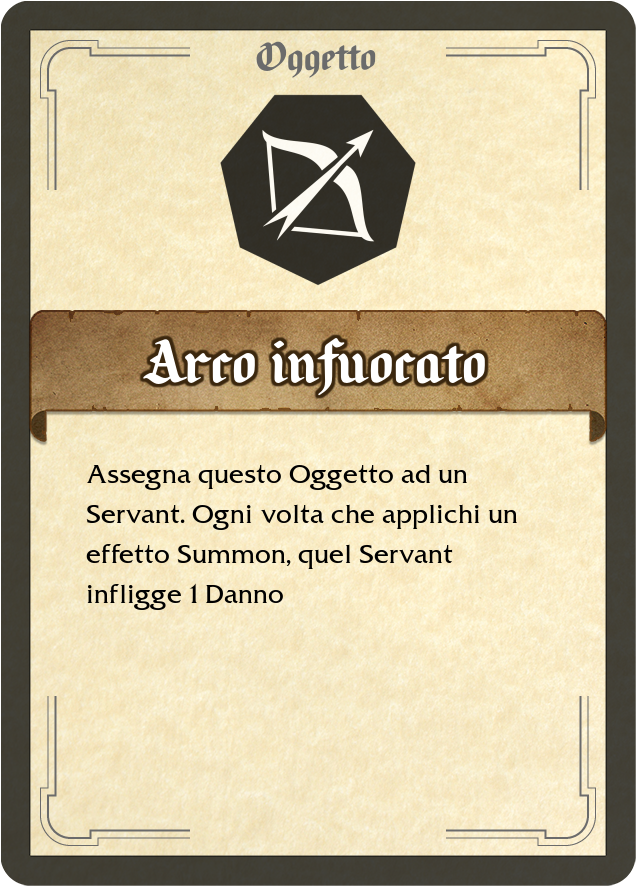 Oggetto
Arco infuocato
Assegna questo Oggetto ad un
Servant. Ogni volta che applichi un
effetto Summon, quel Servant
infligge 1 Danno